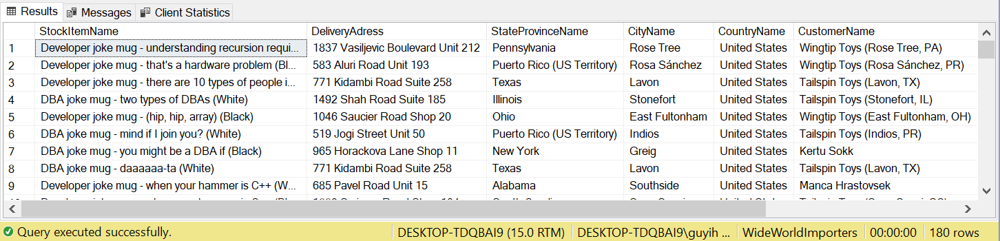 Results Messages Client Statistics
StockItemName DeliveryAdress StateProvinceName CityName CountryName CustomerName
1 Developer joke mug - understanding recursion requi... 1837 Vasiljevic Boulevard Unit 212 Pennsylvania Rose Tree United States Wingtip Toys (Rose Tree, PA)
2 Developer joke mug - that's a hardware problem (Bl... 583 Aluri Road Unit 193 Puerto Rico (US Territory) Rosa Sánchez United States Wingtip Toys (Rosa Sánchez, PR)
3 Developer joke mug - there are 10 types of people i... 771 Kidambi Road Suite 258 Texas Lavon United States Tailspin Toys (Lavon, TX)
4 DBA joke mug - two types of DBAs (White) 1492 Shah Road Suite 185 Illinois Stonefort United States Tailspin Toys (Stonefort, IL)
5 Developer joke mug - (hip, hip, array) (Black) 1046 Saucier Road Shop 20 Ohio East Fultonham United States Wingtip Toys (East Fultonham, OH)
6 DBA joke mug - mind if I join you? (White) 519 Jogi Street Unit 50 Puerto Rico (US Territory) Indios United States Tailspin Toys (Indios, PR)
7 DBA joke mug - you might be a DBA if (Black) 965 Horackova Lane Shop 11 New York Greig United States Kertu Sokk
8 DBA joke mug - daaaaaa-ta (White) 771 Kidambi Road Suite 258 Texas Lavon United States Tailspin Toys (Lavon, TX)
9 Developer joke mug - when your hammer is C++ (W... 685 Pavel Road Unit 15 Alabama Southside United States Manca Hrastovsek
Query executed successfully. DESKTOP-TDQBAI9 (15.0 RTM) DESKTOP-TDQBAI9\guyih ... WideWorldImporters 00:00:00 180 rows